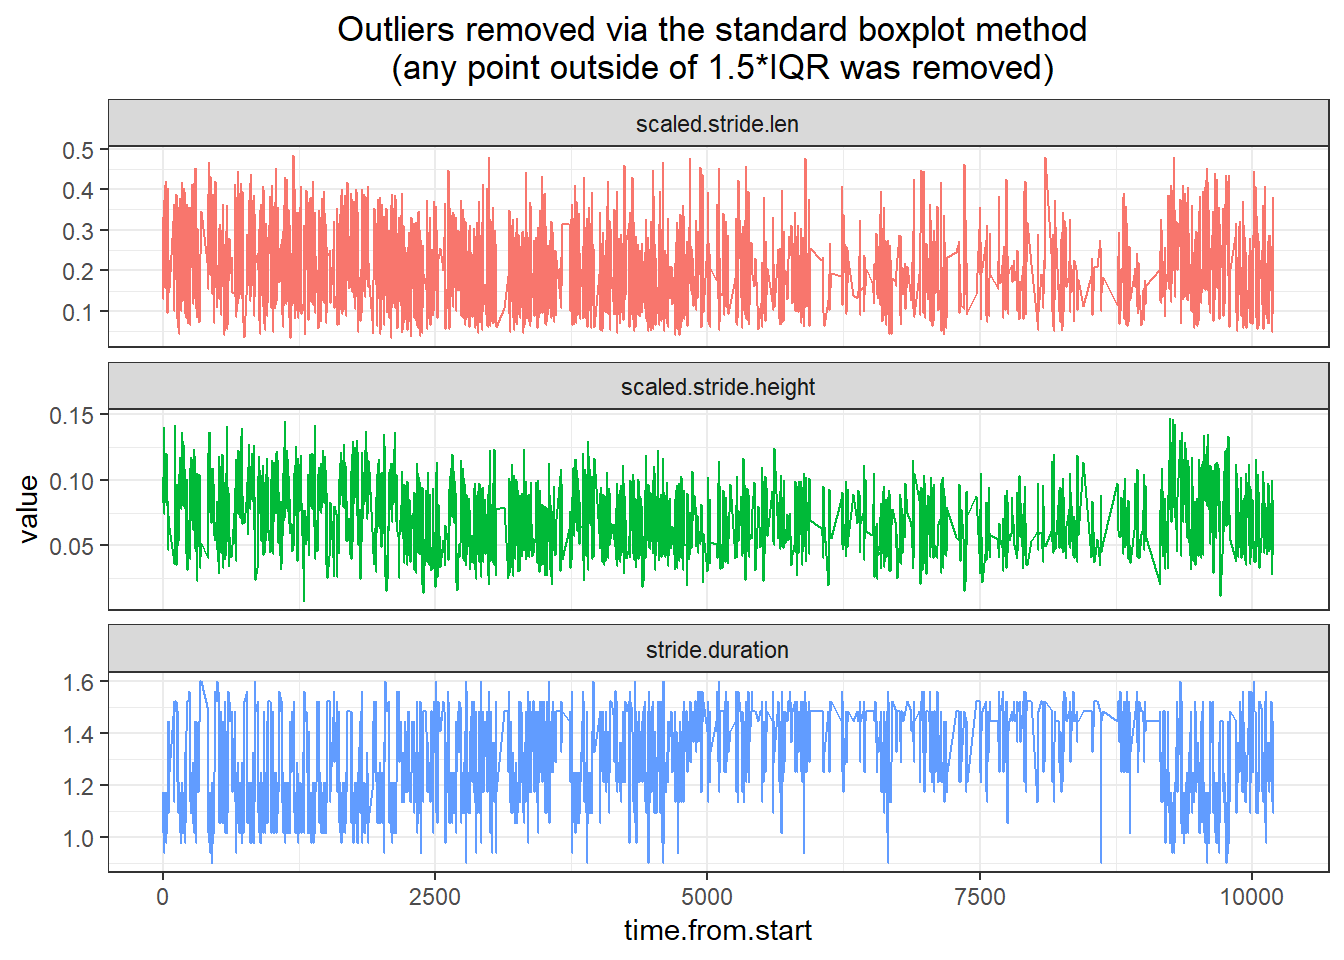 Outliers removed via the standard boxplot method
(any point outside of 1.5*IQR was removed)
scaled.stride.len
0.5
0.4
0.3
0.2
0.1
scaled.stride.height
0.15
0.10
0.05
value
stride.duration
1.6
1.4
1.2
1.0
0 2500 5000 7500 10000
time.from.start